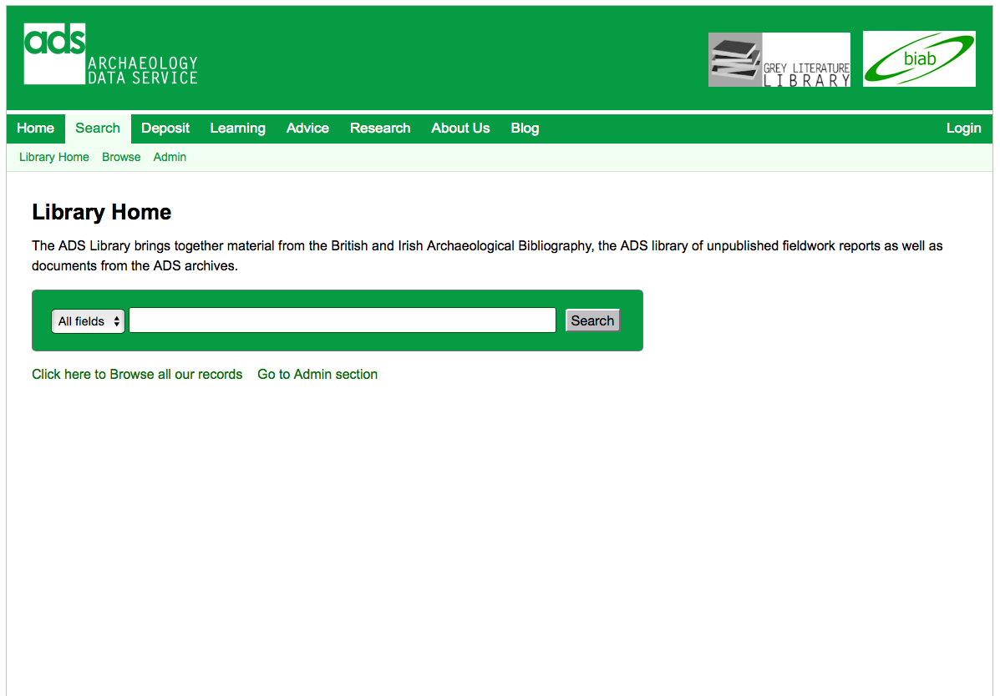 ads
ARCHAEOLOGY
DATA SERVICE
GREY LITERATURE
LIBRARY
biab
Home Search Deposit Learning Advice Research About Us Blog Login
Library Home Browse Admin
Library Home
The ADS Library brings together material from the British and Irish Archaeological Bibliography, the ADS library of unpublished fieldwork reports as well as
documents from the ADS archives.
All fields Search
Click here to Browse all our records Go to Admin section